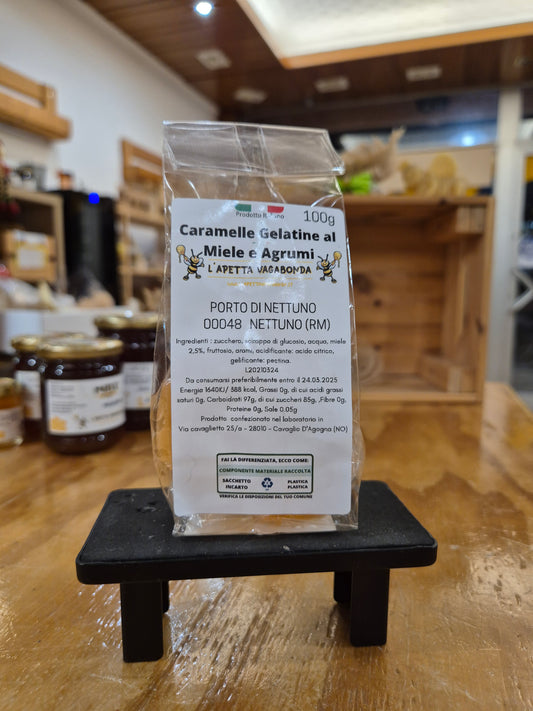 Prodotto Italiano
100g
Caramelle Gelatine al
Miele e Agrumi
L'APETTA VAGABONDA
PORTO DI NETTUNO
00048 NETTUNO (RM)
Ingredienti : zucchero, sciroppo di glucosio, acqua, miele
2,5%, fruttosio, aromi, acidificante: acido citrico,
gelificante: pectina.
L20210324
Da consumarsi preferibilmente entro il 24.03.2025
Energia 1640KJ/ 388 kcal, Grassi 0g, di cui acidi grassi
saturi 0g, Carboidrati 97g, di cui zuccheri 85g ,Fibre 0g,
Proteine 0g, Sale 0.05g
Prodotto confezionato nel laboratorio in
Via cavaglietto 25/a - 28010 - Cavaglio D'Agogna (NO)
FAI LA DIFFERENZIATA, ECCO COME:
COMPONENTE MATERIALE RACCOLTA
SACCHETTO PLASTICA
INCARTO PLASTICA
VERIFICA LE DISPOSIZIONI DEL TUO COMUNE